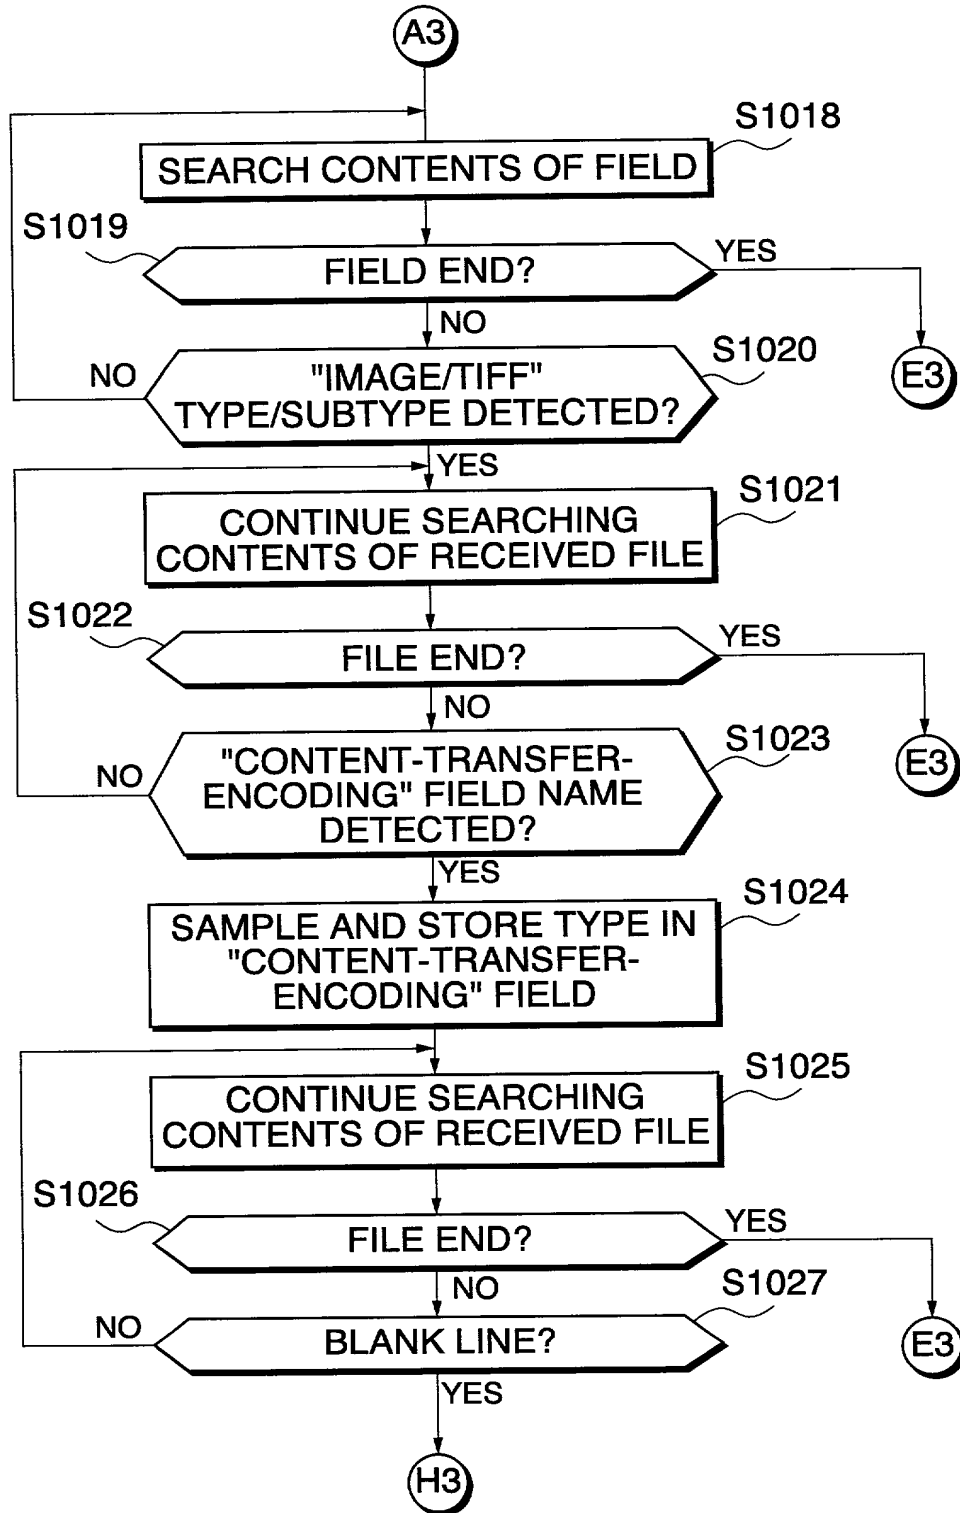 A3
S1018
SEARCH CONTENTS OF FIELD
S1019
FIELD END?
YES
NO
E3
S1020
NO
"IMAGE/TIFF"
TYPE/SUBTYPE DETECTED?
YES
S1021
CONTINUE SEARCHING
CONTENTS OF RECEIVED FILE
S1022
FILE END?
YES
NO
E3
S1023
NO
"CONTENT-TRANSFER-
ENCODING" FIELD NAME
DETECTED?
YES
S1024
SAMPLE AND STORE TYPE IN
"CONTENT-TRANSFER-
ENCODING" FIELD
S1025
CONTINUE SEARCHING
CONTENTS OF RECEIVED FILE
S1026
FILE END?
YES
NO
S1027
NO
BLANK LINE?
E3
YES
H3